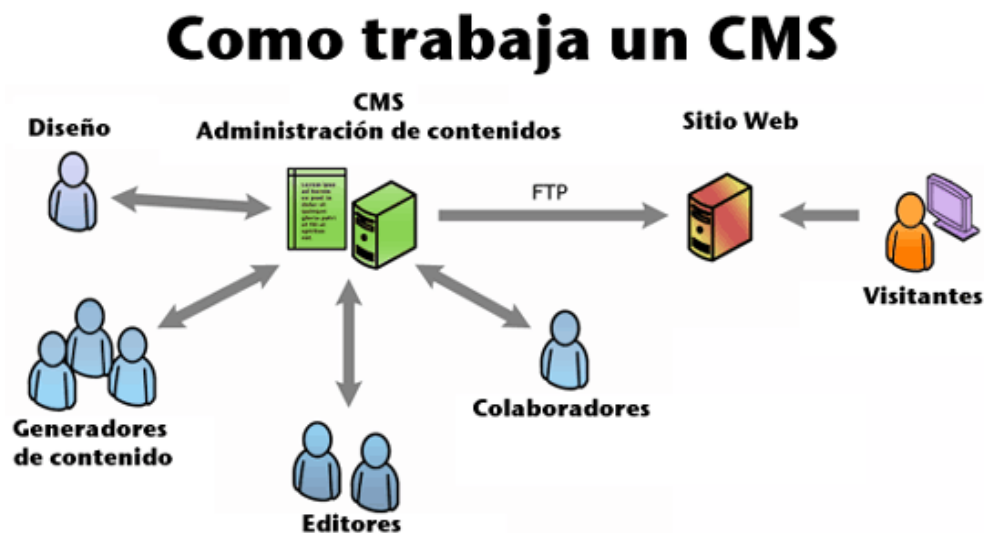 Como trabaja un CMS
Diseño
CMS
Administración de contenidos
Sitio Web
FTP
Visitantes
Generadores
de contenido
Colaboradores
Editores